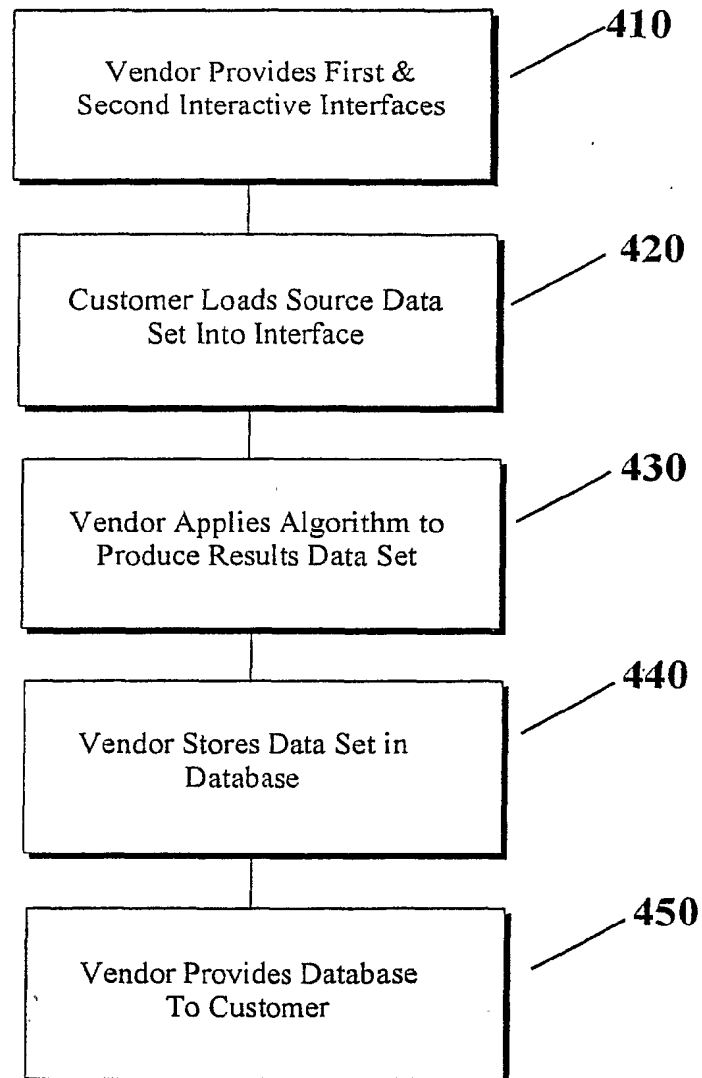 410
Vendor Provides First &
Second Interactive Interfaces
420
Customer Loads Source Data
Set Into Interface
430
Vendor Applies Algorithm to
Produce Results Data Set
440
Vendor Stores Data Set in
Database
450
Vendor Provides Database
To Customer